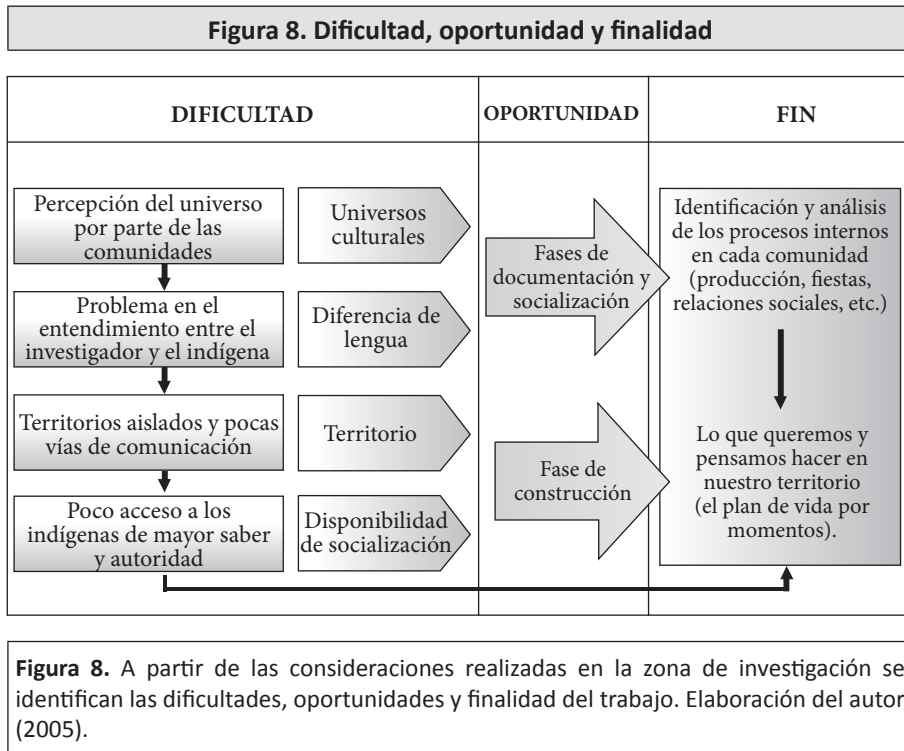 Figura 8. Dificultad, oportunidad y finalidad
DIFICULTAD
OPORTUNIDAD
FIN
Percepción del universo
por parte de las
comunidades
Universos
culturales
Problema en el
entendimiento entre el
investigador y el indígena
Diferencia de
lengua
Territorios aislados y pocas
vías de comunicación
Territorio
Poco acceso a los
indígenas de mayor saber
y autoridad
Disponibilidad
de socialización
Fases de
documentación y
socialización
Fase de
construcción
Identificación y análisis
de los procesos internos
en cada comunidad
(producción, fiestas,
relaciones sociales, etc.)
Lo que queremos y
pensamos hacer en
nuestro territorio
(el plan de vida por
momentos).
Figura 8. A partir de las consideraciones realizadas en la zona de investigación se
identifican las dificultades, oportunidades y finalidad del trabajo. Elaboración del autor
(2005).